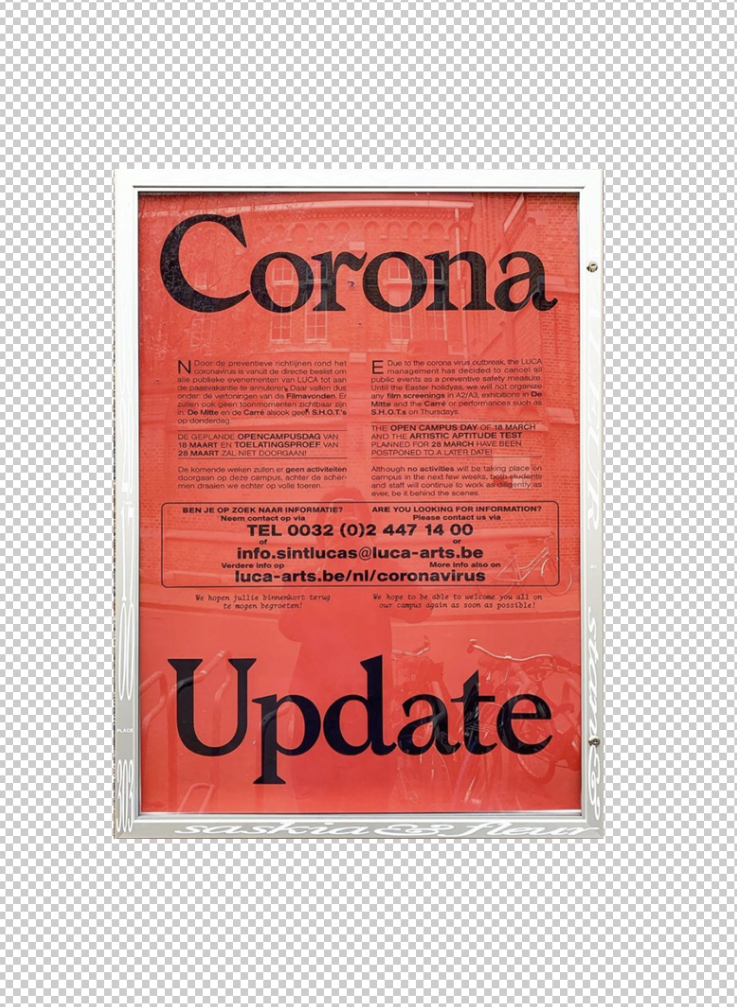 Corona
N Door de preventieve richtlijnen rond het
coronavirus is vanuit de directie beslist om
alle publieke evenementen van LUCA tot aan
de paasvakantie te annuleren. Daar vallen dus
onder: de vertoningen van de Filmavonden. Er
zullen ook geen toonmomenten zichtbaar zijn
in De Mitte en de Carré alsook geen S.H.O.T.'s
op donderdag.
DE GEPLANDE OPENCAMPUSDAG VAN
18 MAART EN TOELATINGSPROEF VAN
28 MAART ZAL NIET DOORGAAN!
De komende weken zullen er geen activiteiten
doorgaan op deze campus, achter de scher-
men draaien we echter op volle toeren.
E Due to the corona virus outbreak, the LUCA
management has decided to cancel all
public events as a preventive safety measure.
Until the Easter holidays, we will not organize
any film screenings in A2/A3, exhibitions in De
Mitte and the Carré or performances such as
S.H.O.T.s on Thursdays.
THE OPEN CAMPUS DAY OF 18 MARCH
AND THE ARTISTIC APTITUDE TEST
PLANNED FOR 28 MARCH HAVE BEEN
POSTPONED TO A LATER DATE!
Although no activities will be taking place on
campus in the next few weeks, both students
and staff will continue to work as diligently as
ever, be it behind the scenes.
BEN JE OP ZOEK NAAR INFORMATIE? ARE YOU LOOKING FOR INFORMATION?
Neem contact op via Please contact us via
TEL 0032 (0)2 447 14 00
of or
info.sintlucas@luca-arts.be
Verdere info op More info also on
luca-arts.be/nl/coronavirus
We hopen jullie binnenkort terug
te mogen begroeten!
We hope to be able to welcome you all on
our campus again as soon as possible!
Update
PLACE
303
saskia & fleur